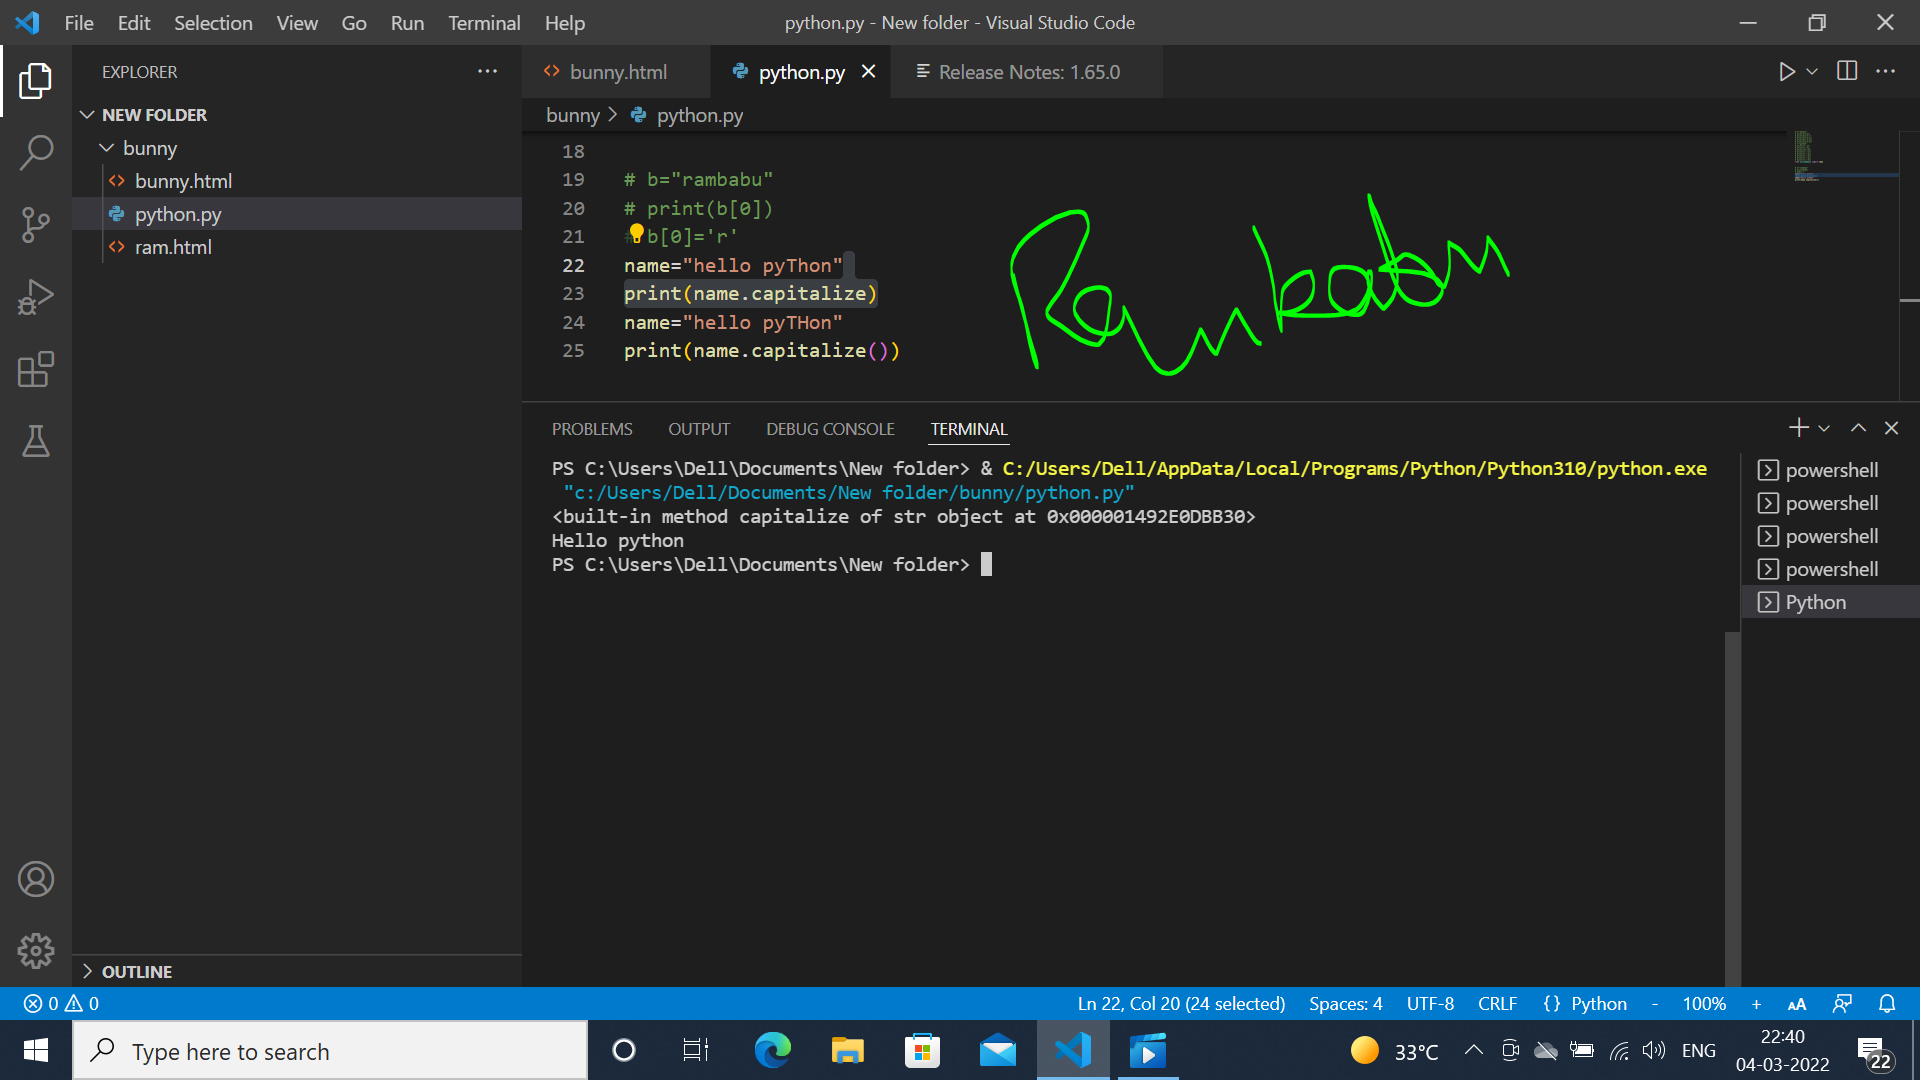 File Edit Selection View Go Run Terminal Help
python.py - New folder - Visual Studio Code
EXPLORER
NEW FOLDER
bunny
bunny.html
python.py
ram.html
OUTLINE
bunny.html
python.py
Release Notes: 1.65.0
bunny > python.py
18
19 # b="rambabu"
20 # print(b[0])
21 # b[0]='r'
22 name="hello pyThon"
23 print(name.capitalize)
24 name="hello pyTHon"
25 print(name.capitalize())
Rambabu
PROBLEMS OUTPUT DEBUG CONSOLE TERMINAL
PS C:\Users\Dell\Documents\New folder> & C:/Users/Dell/AppData/Local/Programs/Python/Python310/python.exe
"c:/Users/Dell/Documents/New folder/bunny/python.py"
<built-in method capitalize of str object at 0x000001492E0DBB30>
Hello python
PS C:\Users\Dell\Documents\New folder>
powershell
powershell
powershell
powershell
Python
0 0
Ln 22, Col 20 (24 selected) Spaces: 4 UTF-8 CRLF {} Python - 100% + AA
Type here to search
33°C
ENG
22:40
04-03-2022
22